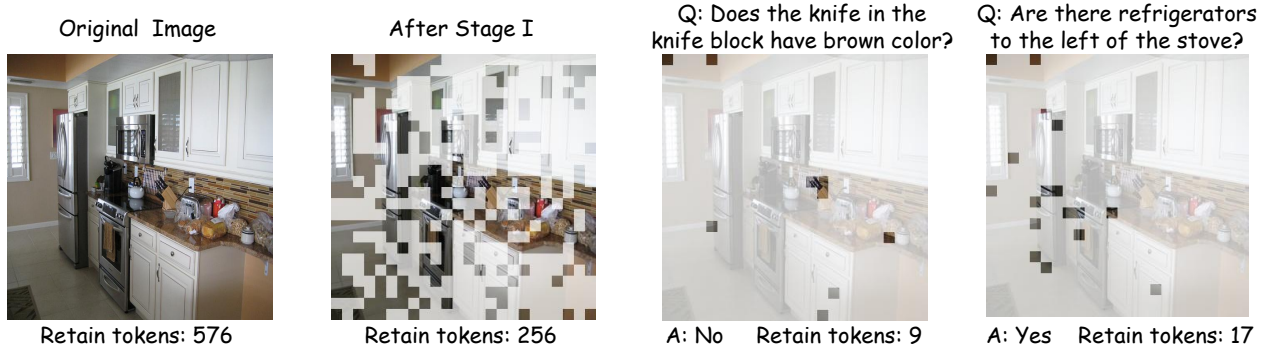 Original Image
After Stage I
Q: Does the knife in the
knife block have brown color?
Q: Are there refrigerators
to the left of the stove?
Retain tokens: 576
Retain tokens: 256
A: No Retain tokens: 9
A: Yes Retain tokens: 17